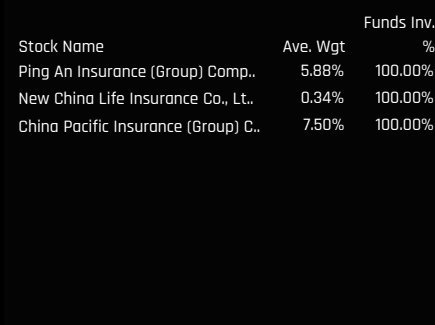 Funds Inv.
Stock Name Ave. Wgt %
Ping An Insurance (Group) Comp.. 5.88% 100.00%
New China Life Insurance Co., Lt.. 0.34% 100.00%
China Pacific Insurance (Group) C.. 7.50% 100.00%